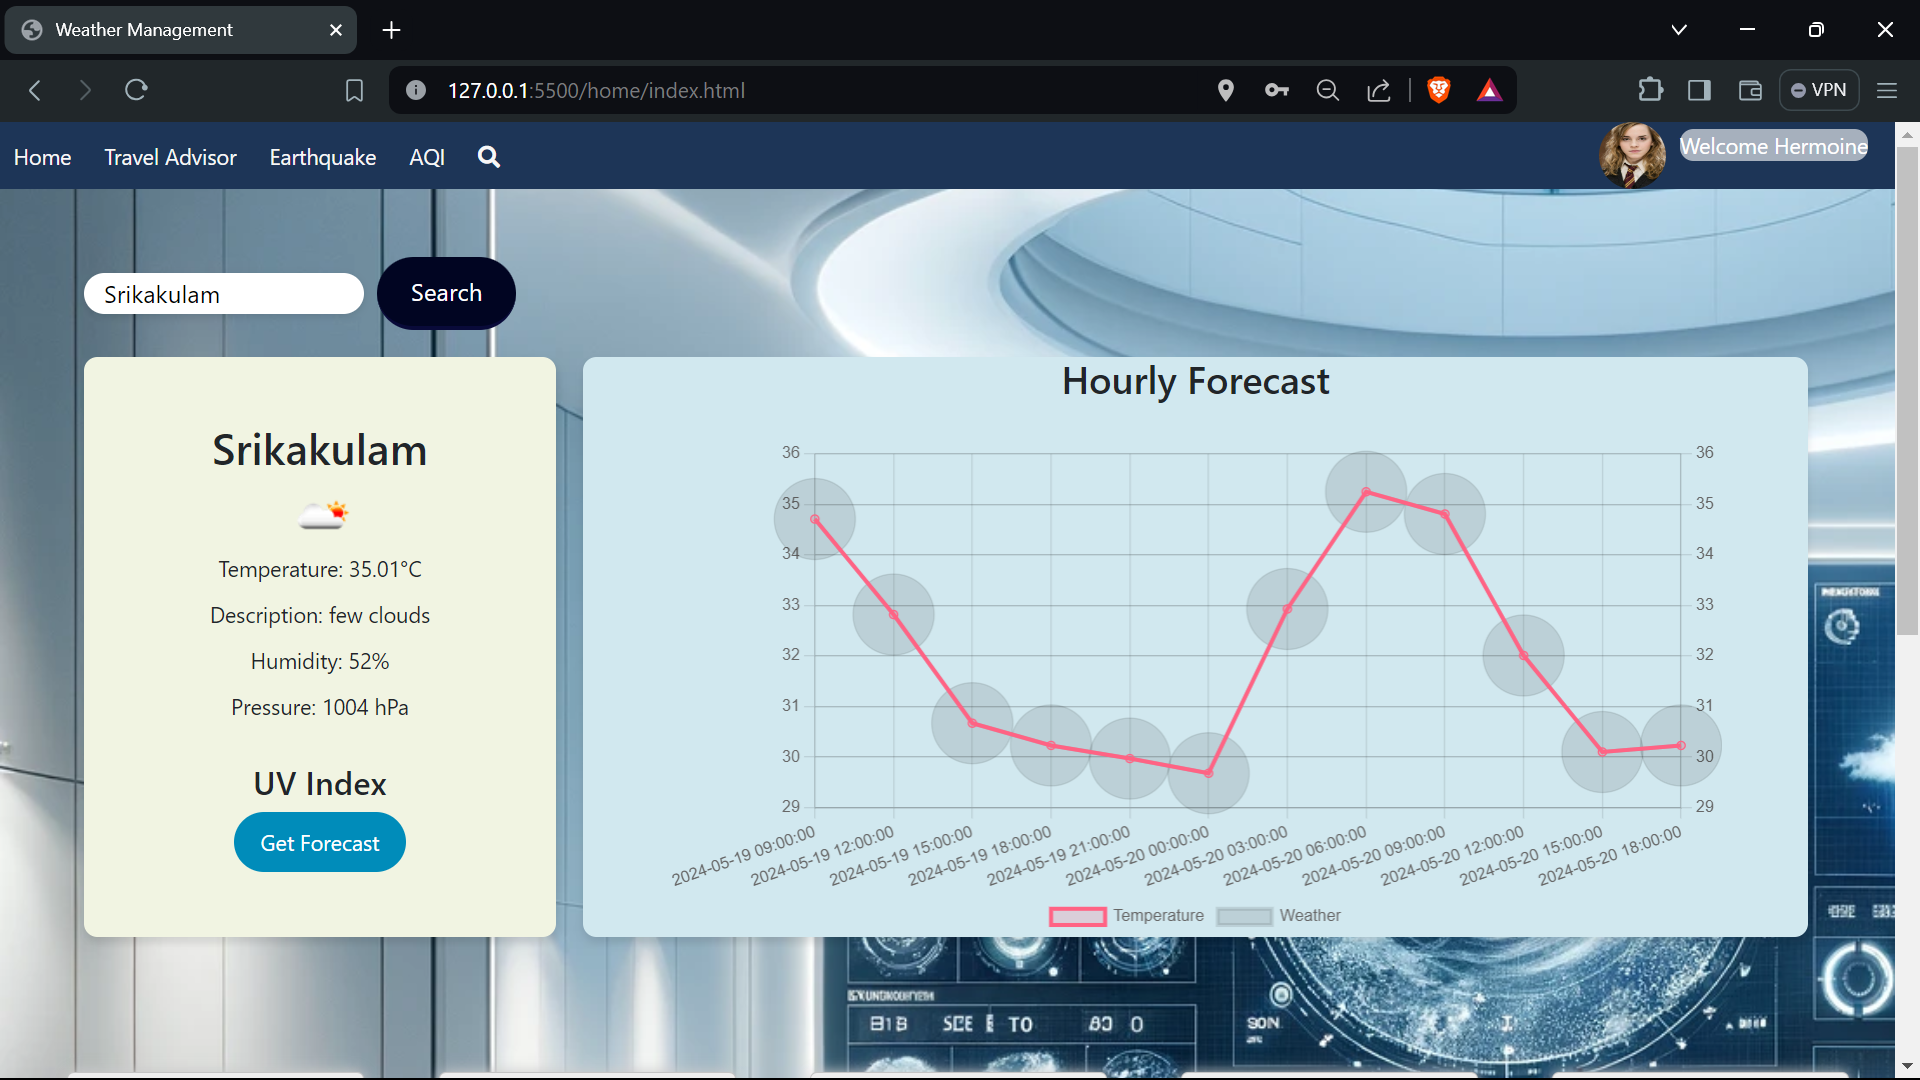 Weather Management
127.0.0.1:5500/home/index.html
VPN
Home Travel Advisor Earthquake AQI
Welcome Hermoine
Srikakulam
Search
Srikakulam
Temperature: 35.01°C
Description: few clouds
Humidity: 52%
Pressure: 1004 hPa
UV Index
Get Forecast
Hourly Forecast
36 36
35 35
34 34
33 33
32 32
31 31
30 30
29 29
2024-05-19 09:00:00
2024-05-19 12:00:00
2024-05-19 15:00:00
2024-05-19 18:00:00
2024-05-19 21:00:00
2024-05-20 00:00:00
2024-05-20 03:00:00
2024-05-20 06:00:00
2024-05-20 09:00:00
2024-05-20 12:00:00
2024-05-20 15:00:00
2024-05-20 18:00:00
Temperature Weather
TO
SON